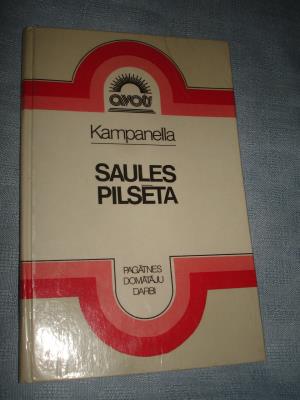 avots
Kampanella
SAULES
PILSĒTA
PAGĀTNES
DOMĀTĀJU
DARBI